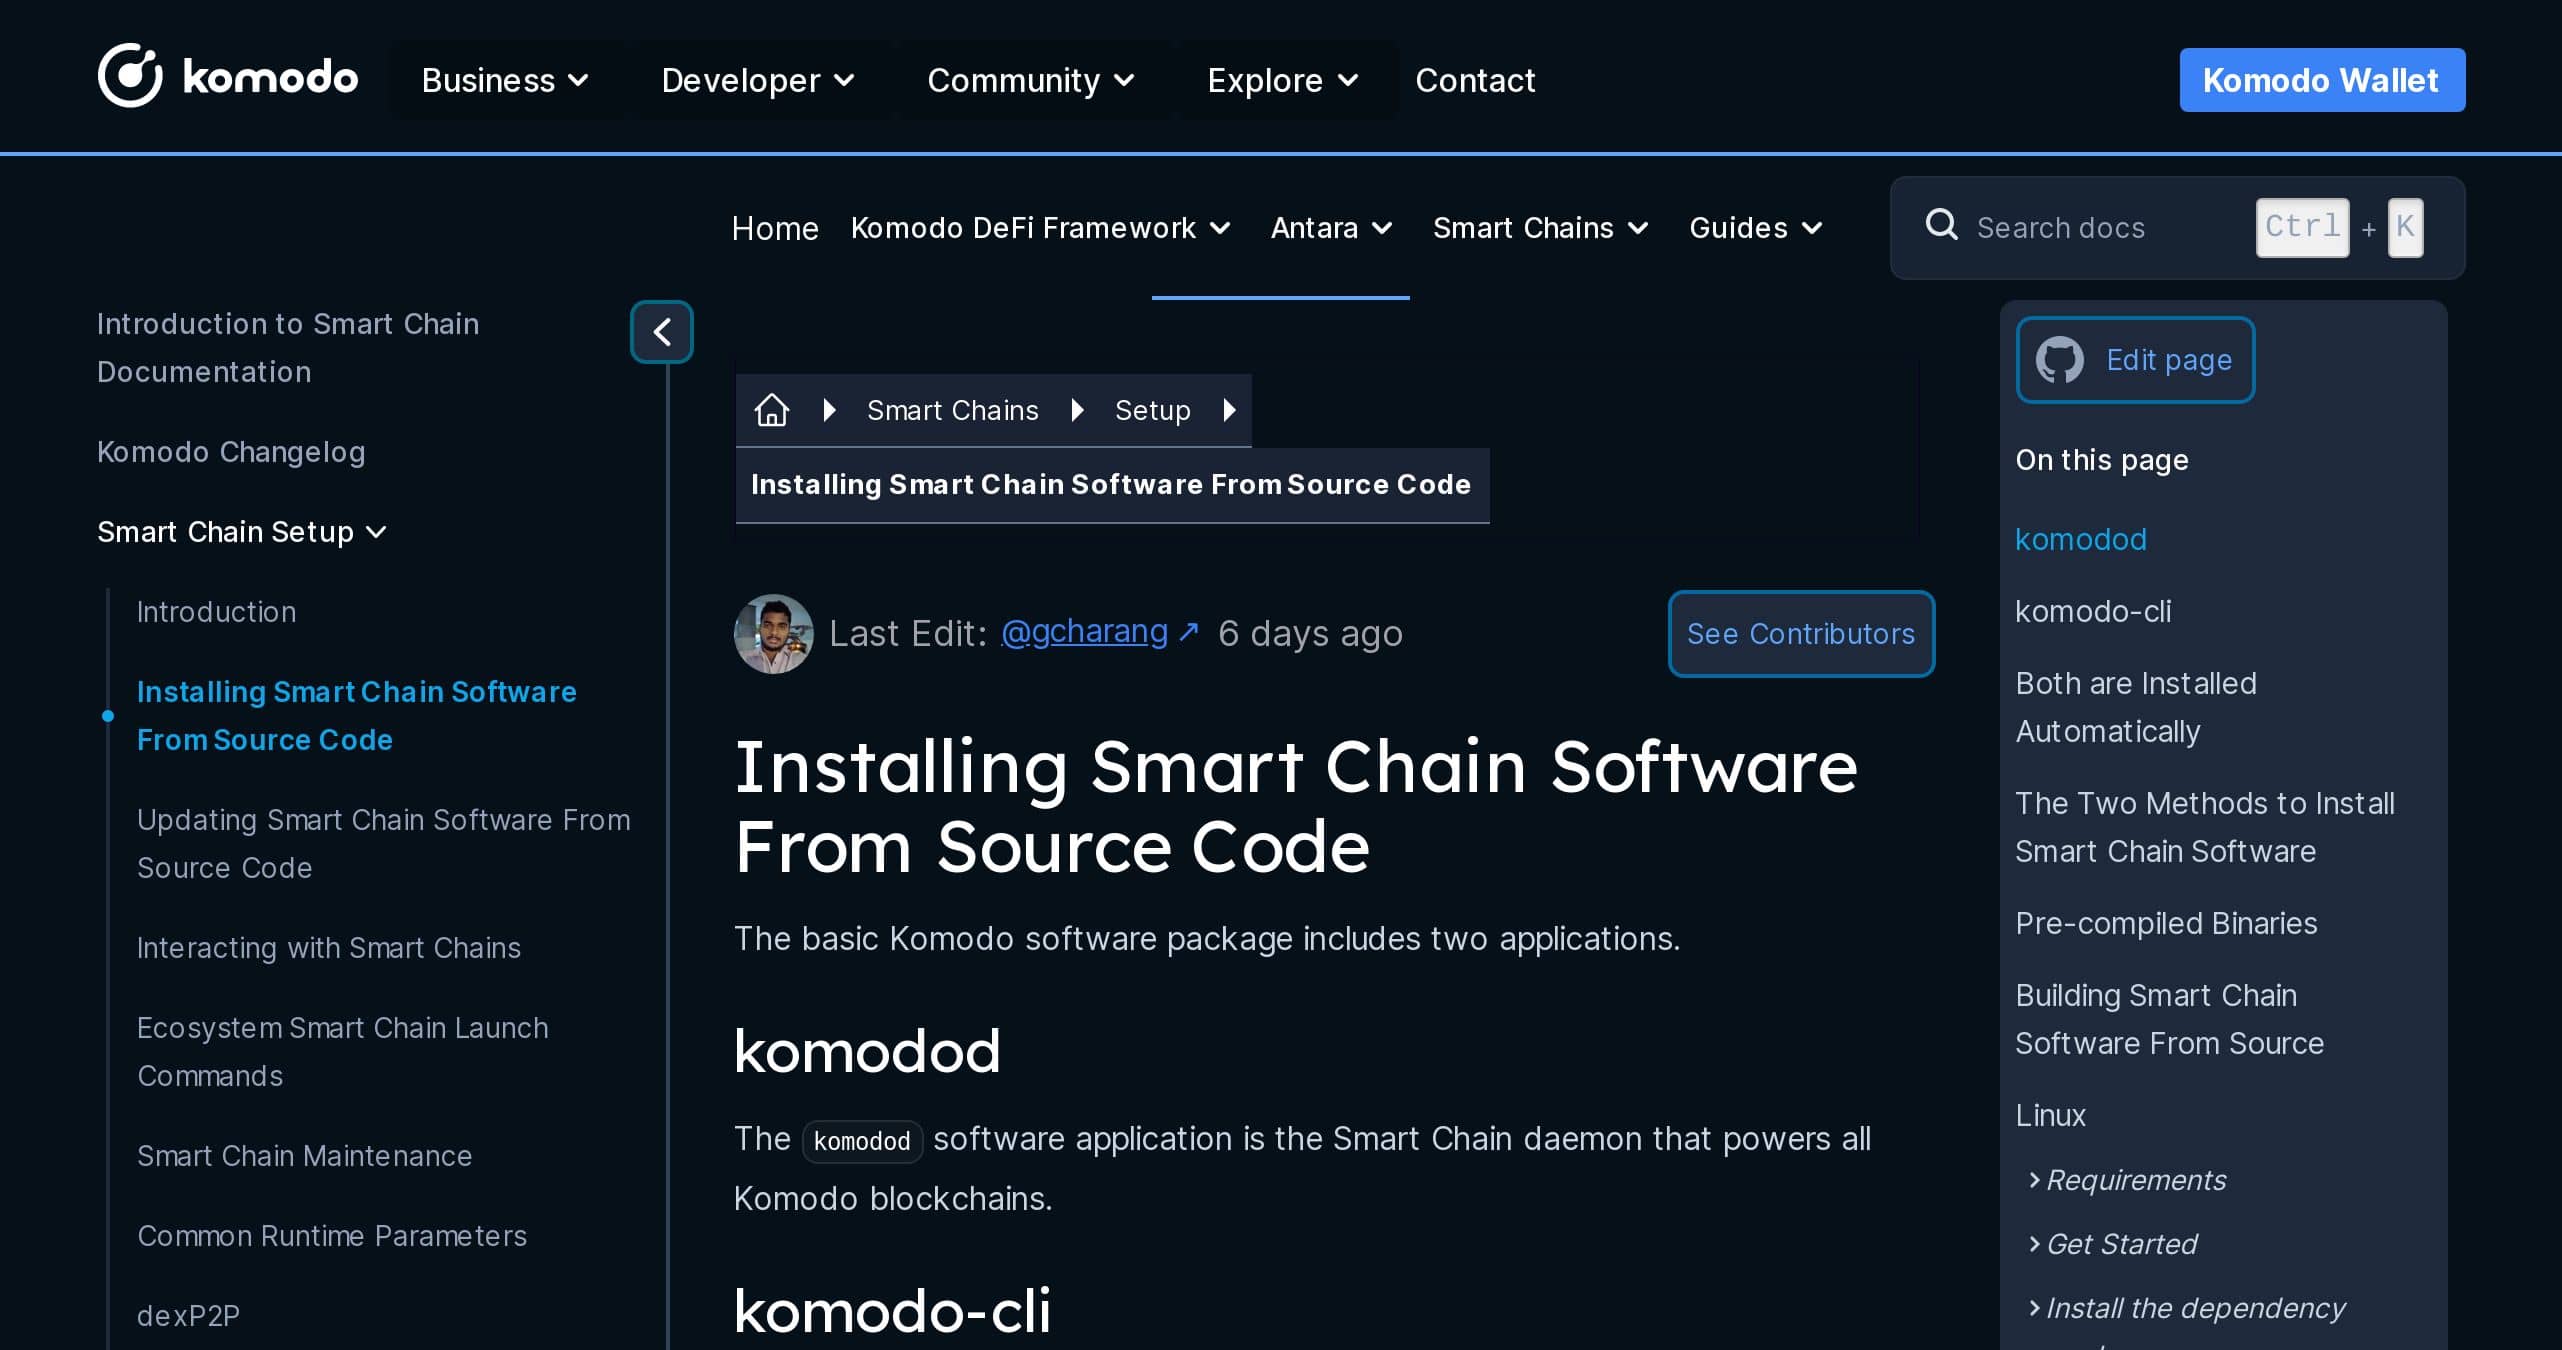 komodo
Business
Developer
Community
Explore
Contact
Komodo Wallet
Home
Komodo DeFi Framework
Antara
Smart Chains
Guides
Search docs
Ctrl + K
Introduction to Smart Chain
Documentation
Komodo Changelog
Smart Chain Setup
Introduction
Installing Smart Chain Software
From Source Code
Updating Smart Chain Software From
Source Code
Interacting with Smart Chains
Ecosystem Smart Chain Launch
Commands
Smart Chain Maintenance
Common Runtime Parameters
dexP2P
Smart Chains
Setup
Installing Smart Chain Software From Source Code
Last Edit: @gcharang ↗ 6 days ago
See Contributors
Installing Smart Chain Software
From Source Code
The basic Komodo software package includes two applications.
komodod
The komodod software application is the Smart Chain daemon that powers all
Komodo blockchains.
komodo-cli
Edit page
On this page
komodod
komodo-cli
Both are Installed
Automatically
The Two Methods to Install
Smart Chain Software
Pre-compiled Binaries
Building Smart Chain
Software From Source
Linux
Requirements
Get Started
Install the dependency